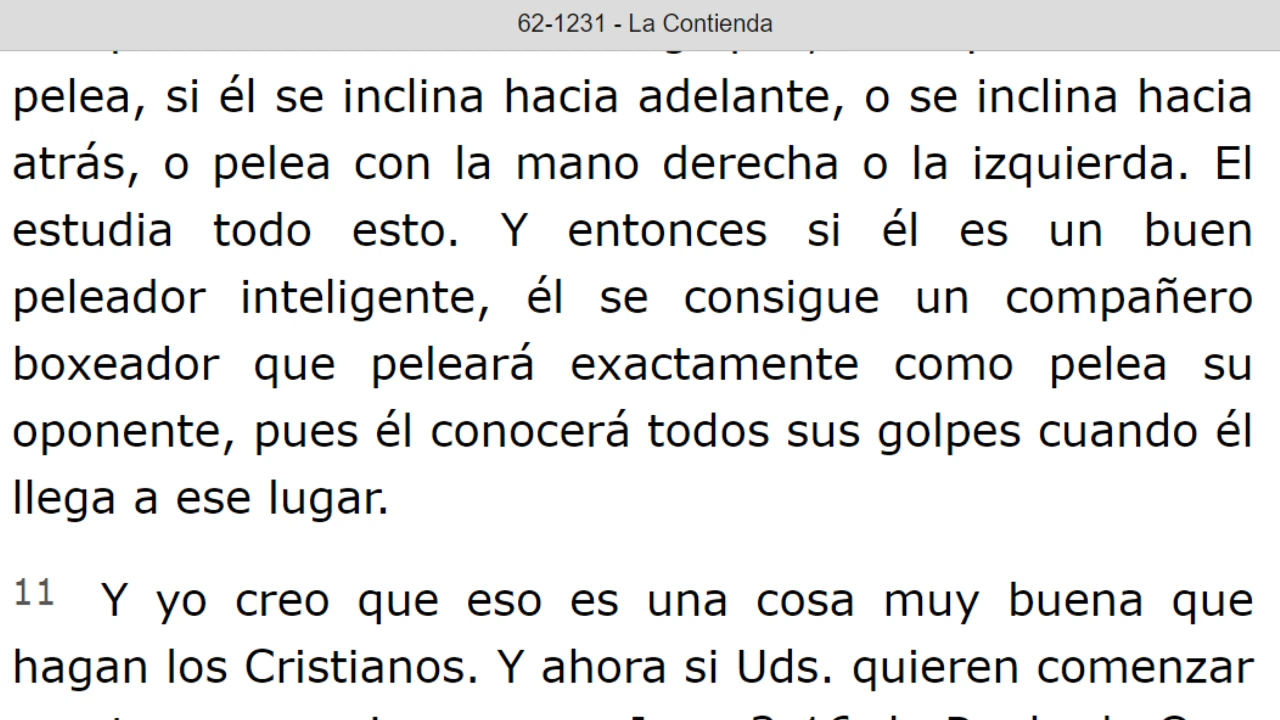 62-1231 - La Contienda
pelea, si él se inclina hacia adelante, o se inclina hacia
atrás, o pelea con la mano derecha o la izquierda. El
estudia todo esto. Y entonces si él es un buen
peleador inteligente, él se consigue un compañero
boxeador que peleará exactamente como pelea su
oponente, pues él conocerá todos sus golpes cuando él
llega a ese lugar.
11 Y yo creo que eso es una cosa muy buena que
hagan los Cristianos. Y ahora si Uds. quieren comenzar